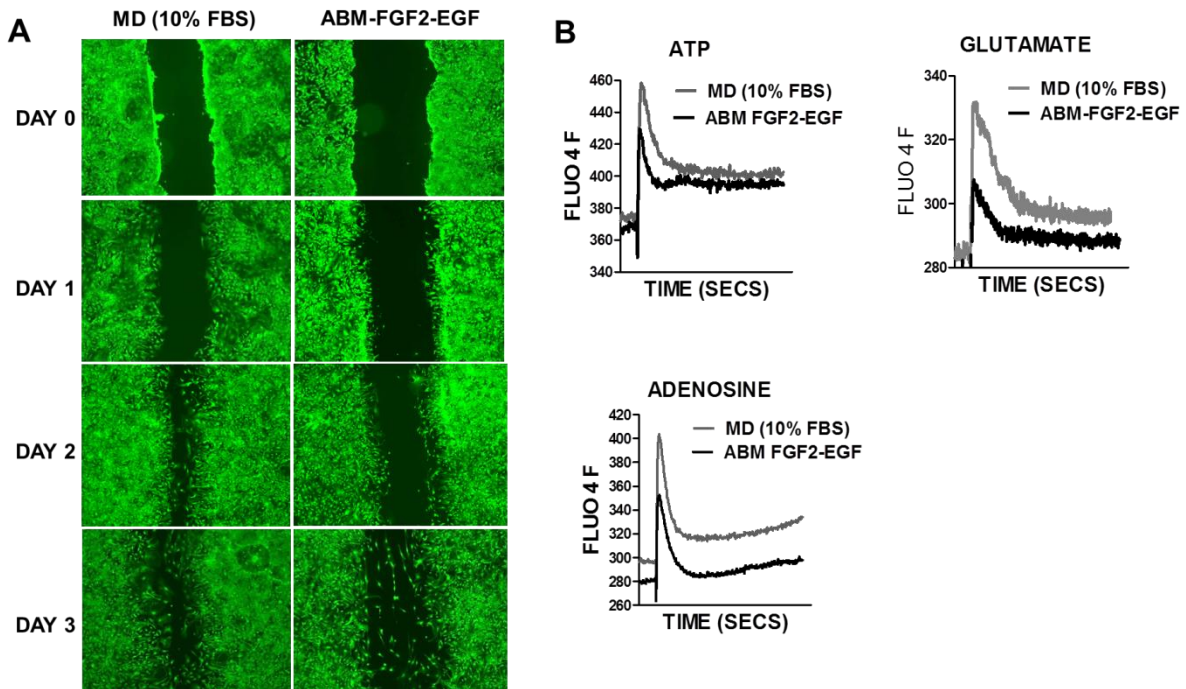 A
MD (10% FBS)
ABM-FGF2-EGF
DAY 0
DAY 1
DAY 2
DAY 3
B
ATP
460
440
420
400
380
360
340
FLUO 4 F
MD (10% FBS)
ABM FGF2-EGF
TIME (SECS)
GLUTAMATE
340
320
300
280
FLUO 4 F
MD (10% FBS)
ABM-FGF2-EGF
TIME (SECS)
ADENOSINE
420
400
380
360
340
320
300
280
260
FLUO 4 F
MD (10% FBS)
ABM FGF2-EGF
TIME (SECS)